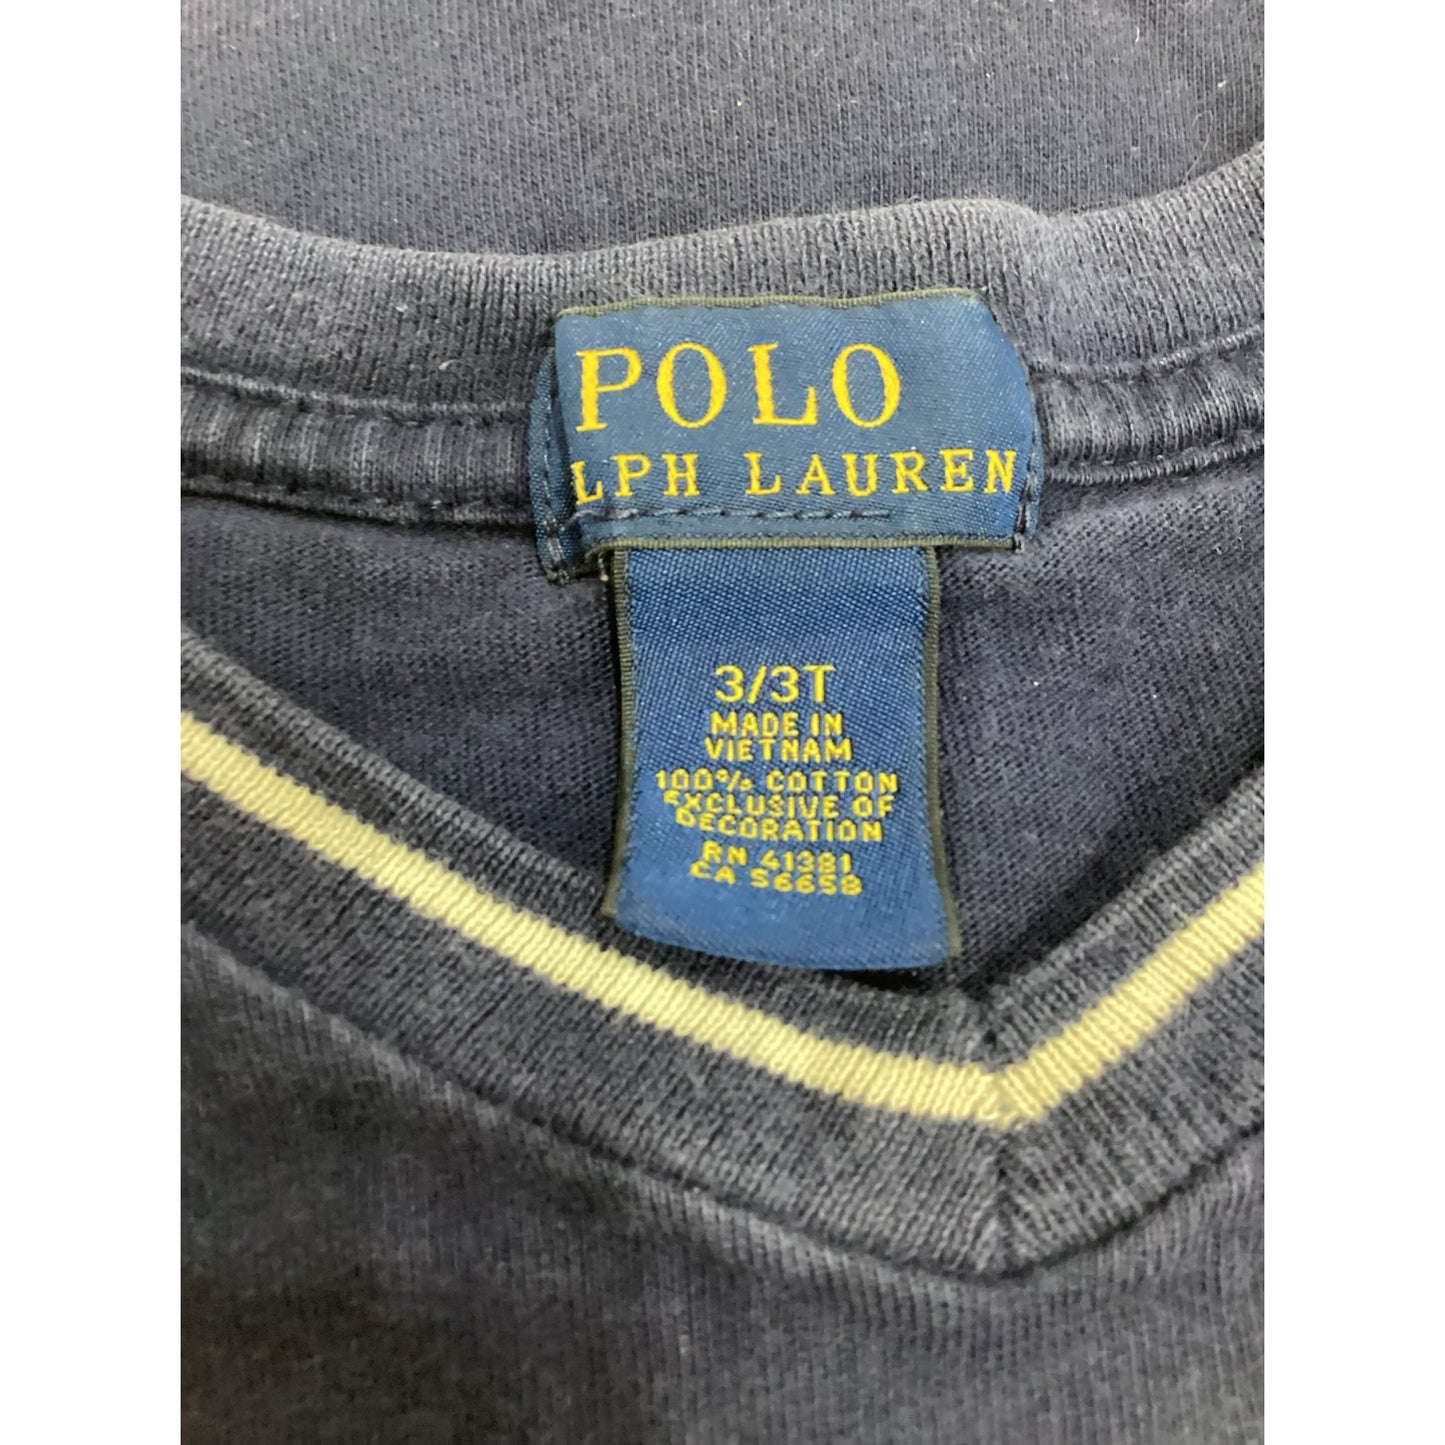 POLO
LPH LAUREN
3/3T
MADE IN
VIETNAM
100% COTTON
EXCLUSIVE OF
DECORATION
RN 41381
CA 56658